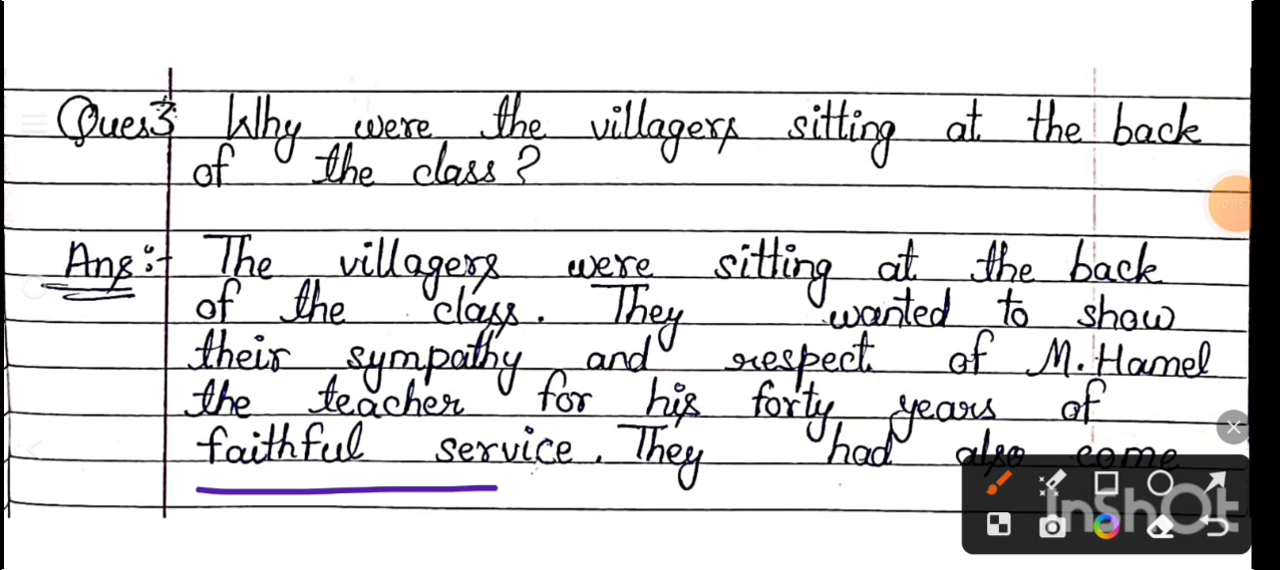 Ques3 Why were the villagers sitting at the back
of the class?
Ans:- The villagers were sitting at the back
of the class. They wanted to show
their sympathy and respect of M. Hamel
the teacher for his forty years of
faithful service. They had also come
InShOt